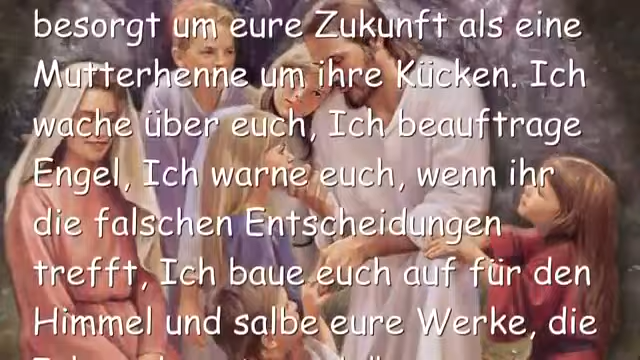 besorgt um eure Zukunft als eine
Mutterhenne um ihre Kücken. Ich
wache über euch, Ich beauftrage
Engel, Ich warne euch, wenn ihr
die falschen Entscheidungen
trefft, Ich baue euch auf für den
Himmel und salbe eure Werke, die